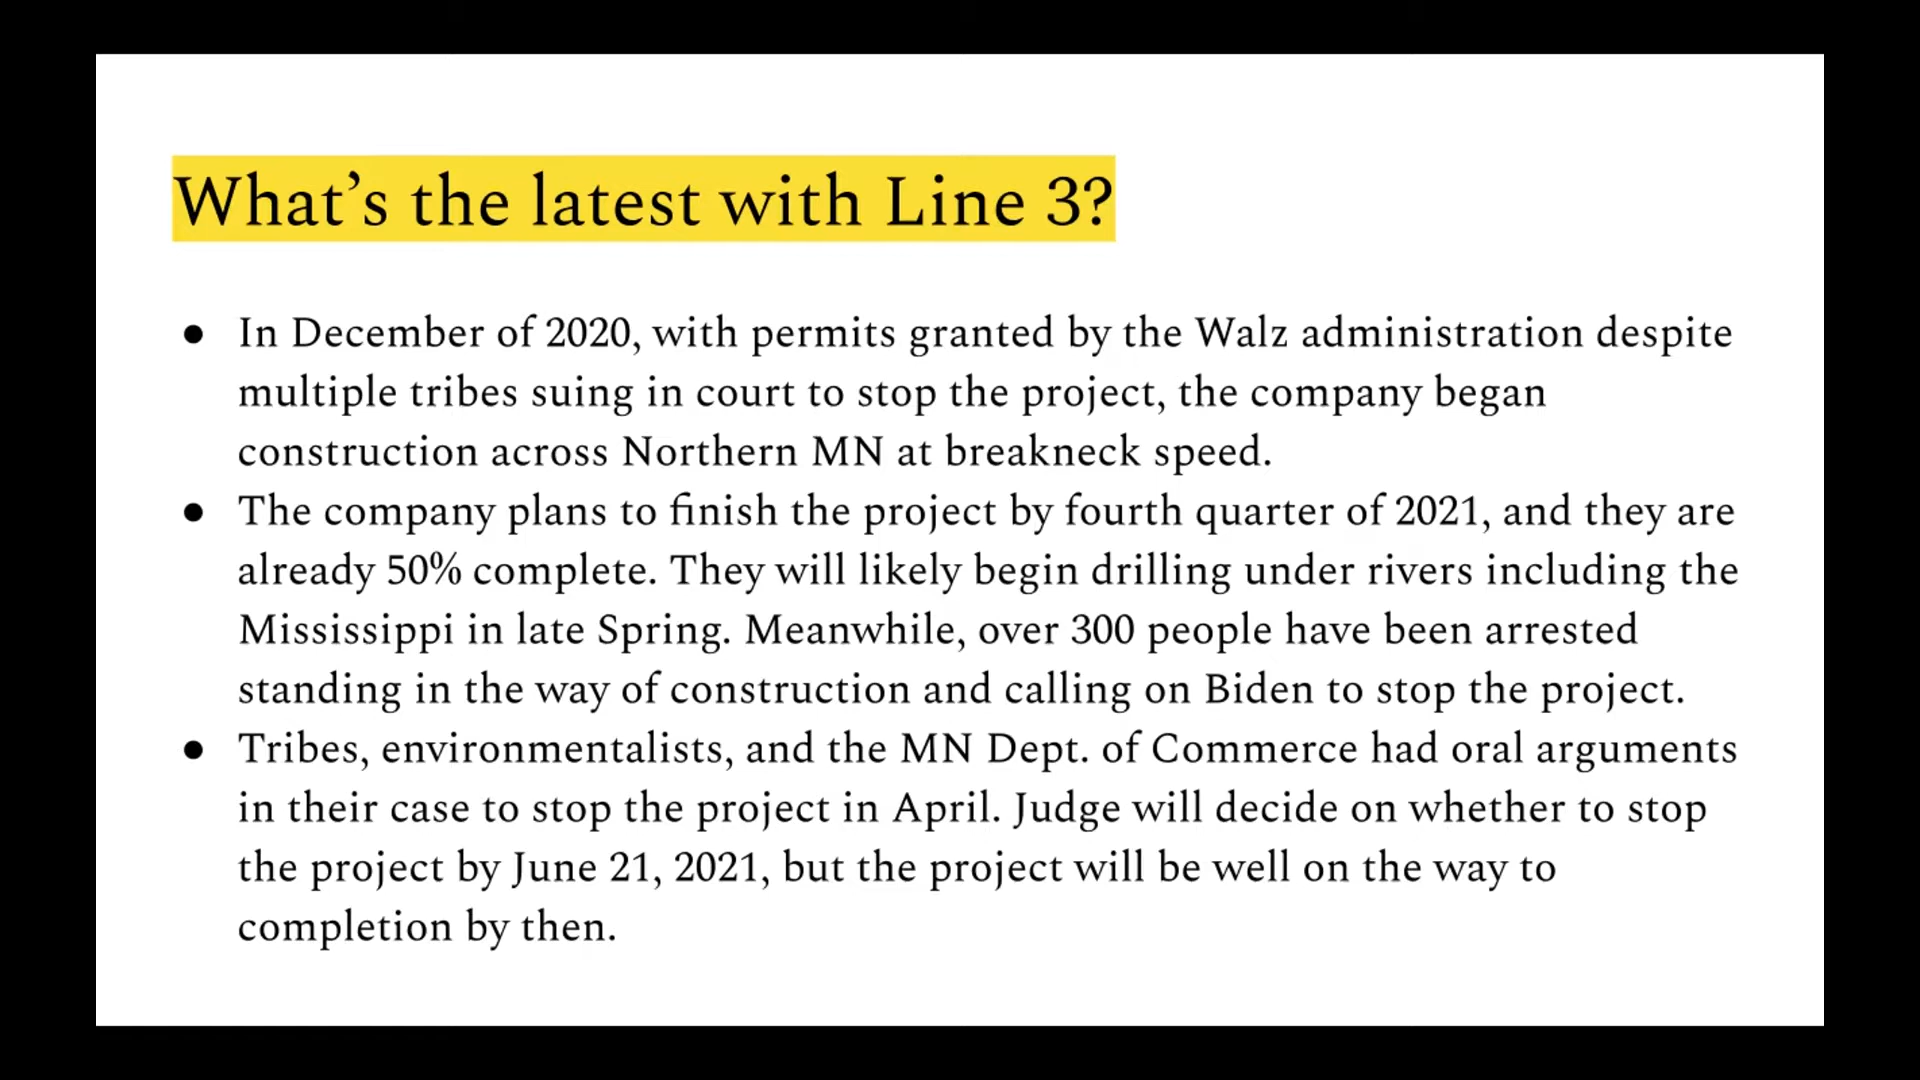 What’s the latest with Line 3?
● In December of 2020, with permits granted by the Walz administration despite
multiple tribes suing in court to stop the project, the company began
construction across Northern MN at breakneck speed.
● The company plans to finish the project by fourth quarter of 2021, and they are
already 50% complete. They will likely begin drilling under rivers including the
Mississippi in late Spring. Meanwhile, over 300 people have been arrested
standing in the way of construction and calling on Biden to stop the project.
● Tribes, environmentalists, and the MN Dept. of Commerce had oral arguments
in their case to stop the project in April. Judge will decide on whether to stop
the project by June 21, 2021, but the project will be well on the way to
completion by then.